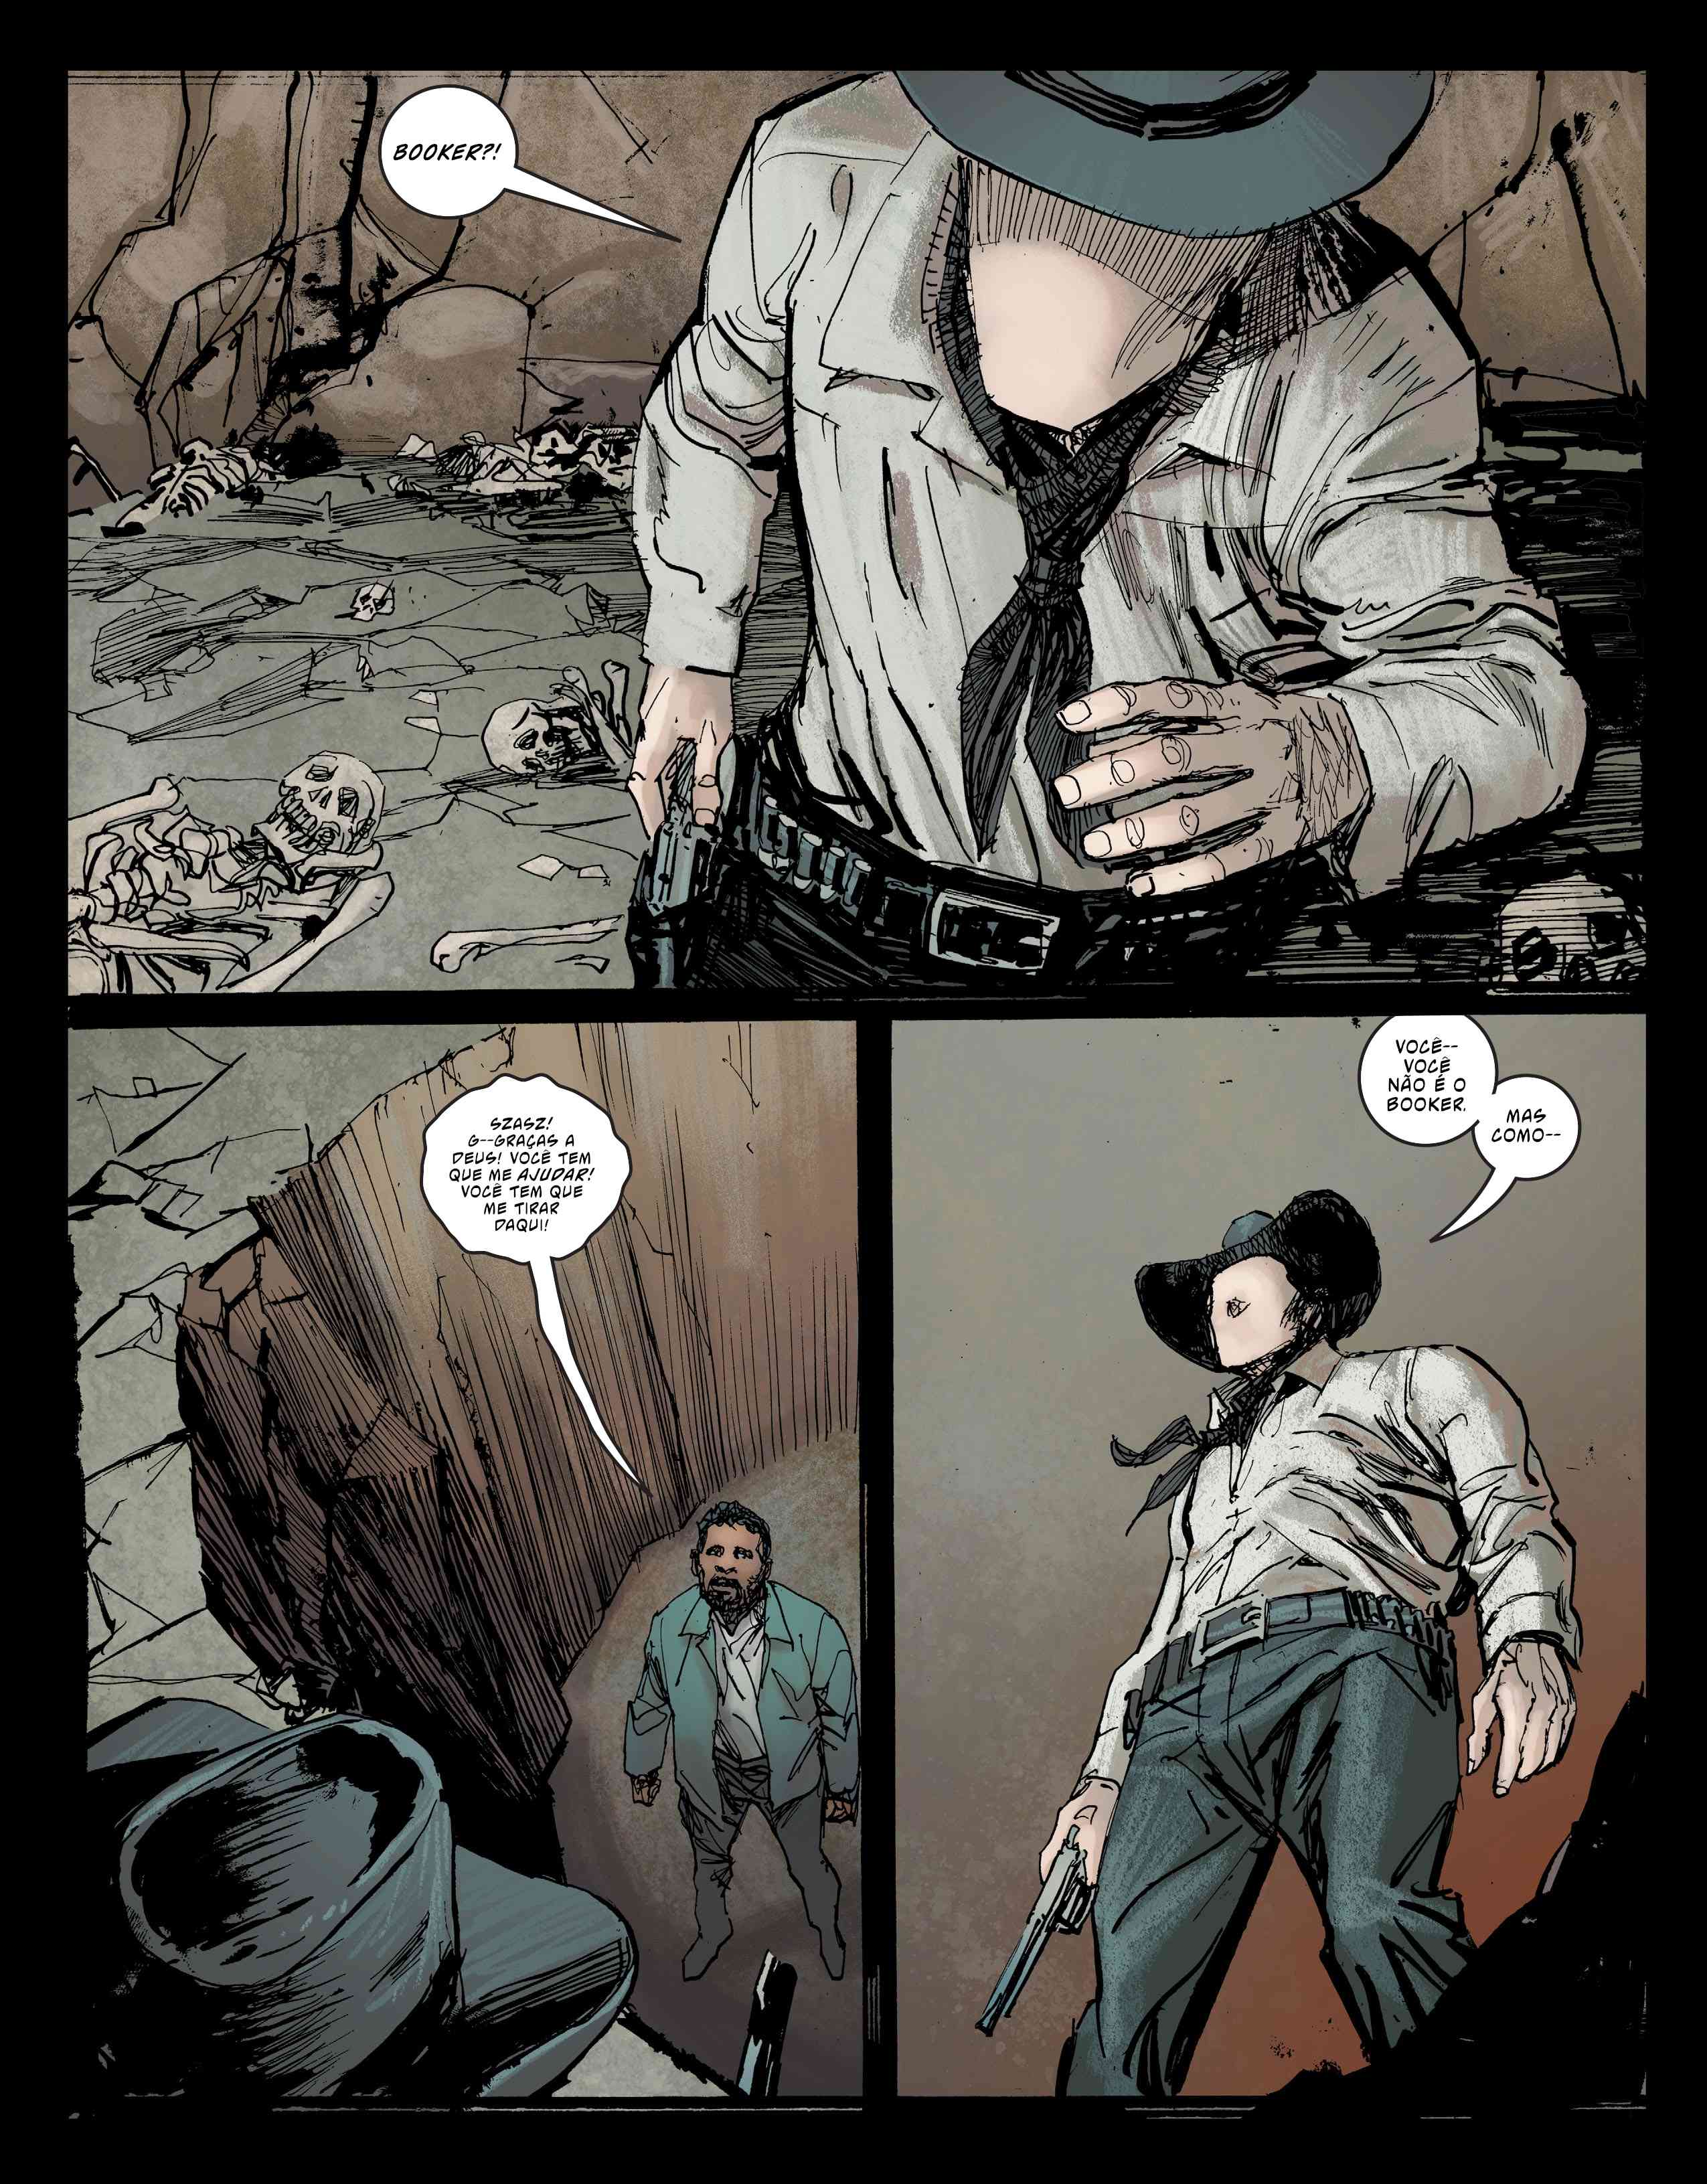 BOOKER?!
SZASZ!
G--GRAÇAS A
DEUS! VOCÊ TEM
QUE ME AJUDAR!
VOCÊ TEM QUE
ME TIRAR
DAQUI!
VOCÊ--
VOCÊ
NÃO É O
BOOKER.
MAS
COMO--